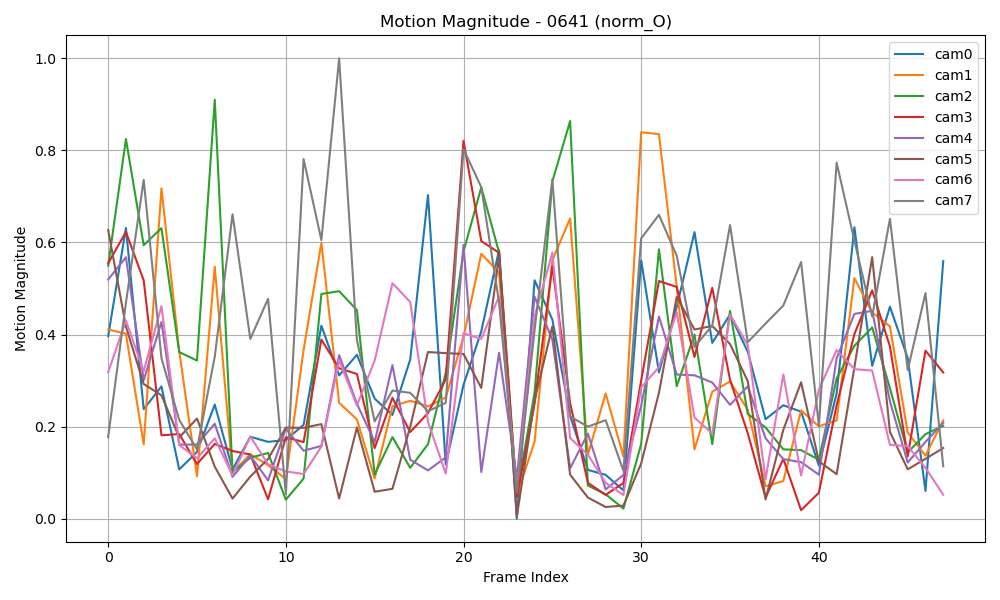 Motion Magnitude - 0641 (norm_O)
Motion Magnitude
1.0
0.8
0.6
0.4
0.2
0.0
0
10
20
30
40
Frame Index
cam0
cam1
cam2
cam3
cam4
cam5
cam6
cam7